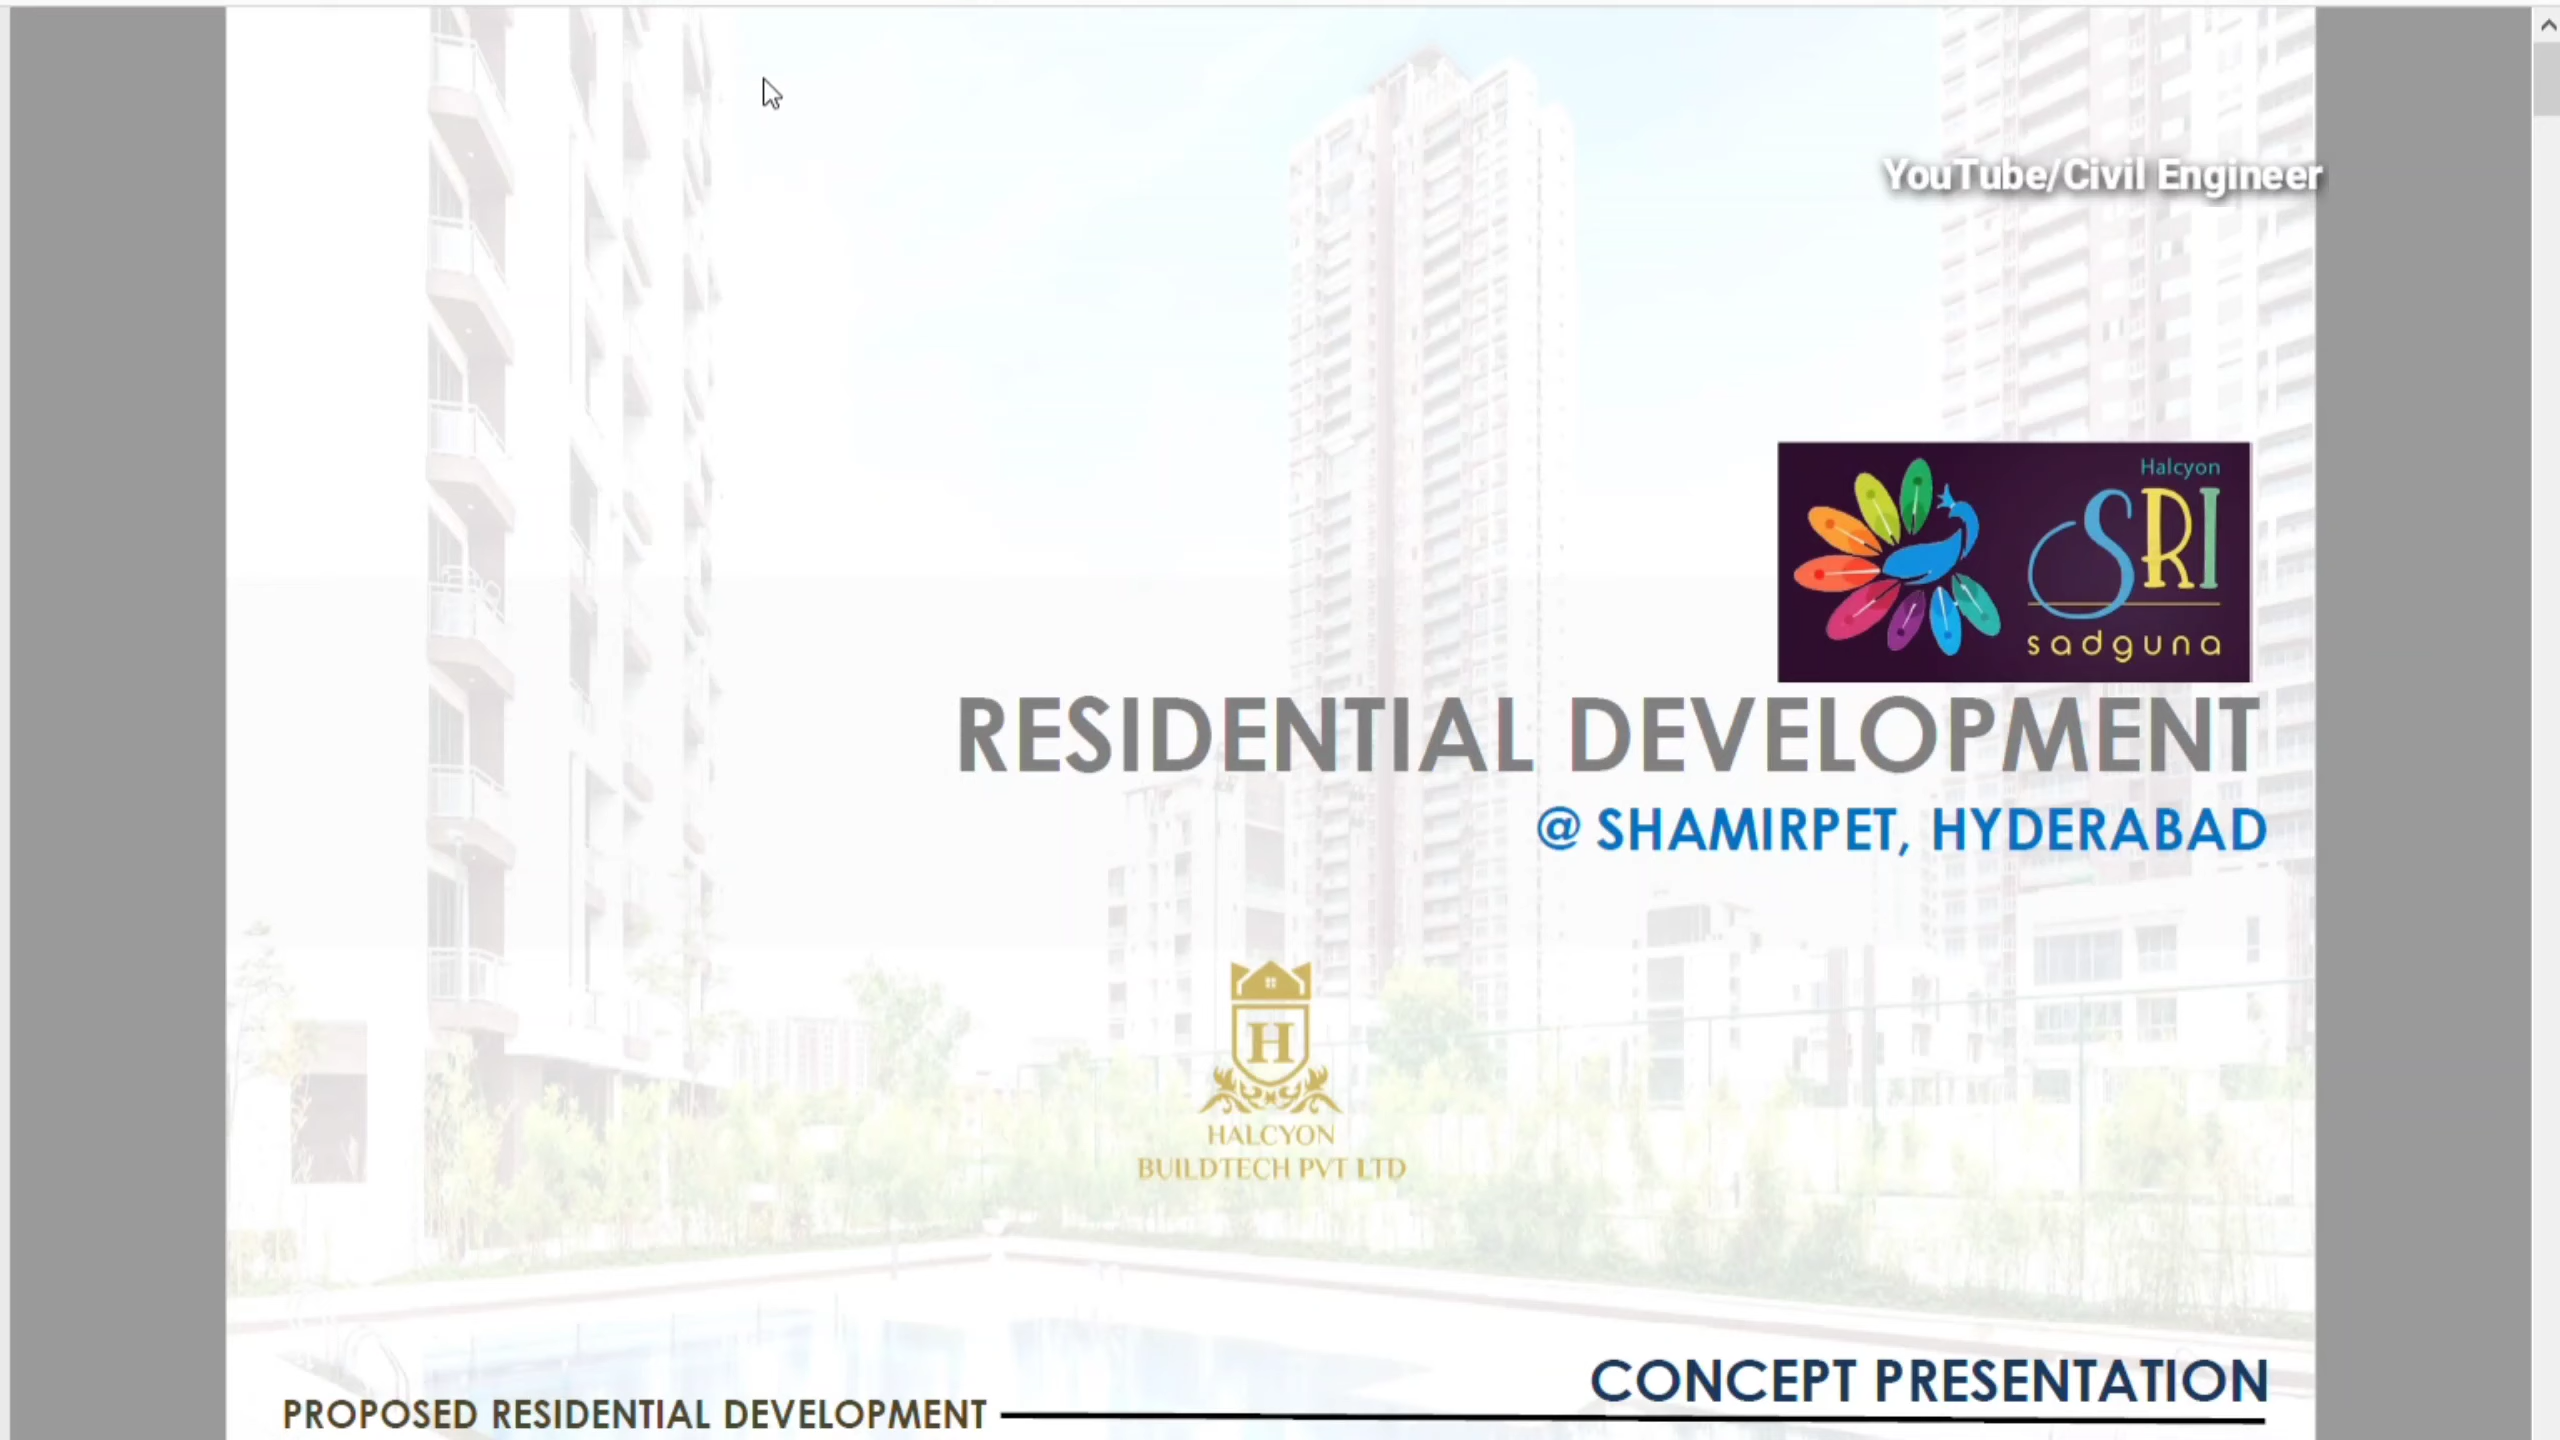 YouTube/Civil Engineer
Halcyon
SRI
sadguna
RESIDENTIAL DEVELOPMENT
@ SHAMIRPET, HYDERABAD
H
HALCYON
BUILDTECH PVT LTD
CONCEPT PRESENTATION
PROPOSED RESIDENTIAL DEVELOPMENT